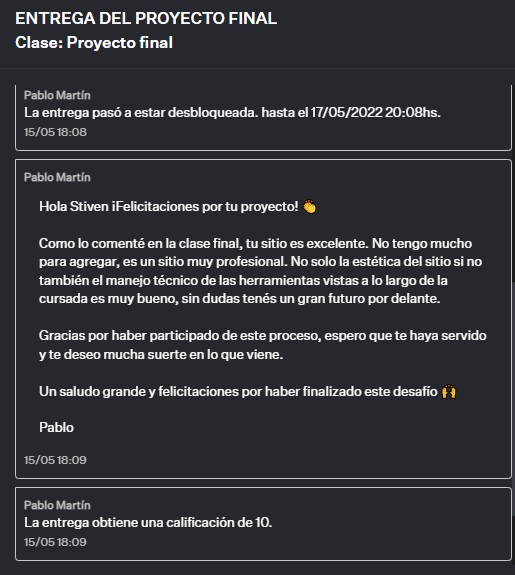 ENTREGA DEL PROYECTO FINAL
Clase: Proyecto final
Pablo Martín
La entrega pasó a estar desbloqueada. hasta el 17/05/2022 20:08hs.
15/05 18:08
Pablo Martín
Hola Stiven ¡Felicitaciones por tu proyecto! 👏
Como lo comenté en la clase final, tu sitio es excelente. No tengo mucho
para agregar, es un sitio muy profesional. No solo la estética del sitio si no
también el manejo técnico de las herramientas vistas a lo largo de la
cursada es muy bueno, sin dudas tenés un gran futuro por delante.
Gracias por haber participado de este proceso, espero que te haya servido
y te deseo mucha suerte en lo que viene.
Un saludo grande y felicitaciones por haber finalizado este desafío 🙌
Pablo
15/05 18:09
Pablo Martín
La entrega obtiene una calificación de 10.
15/05 18:09